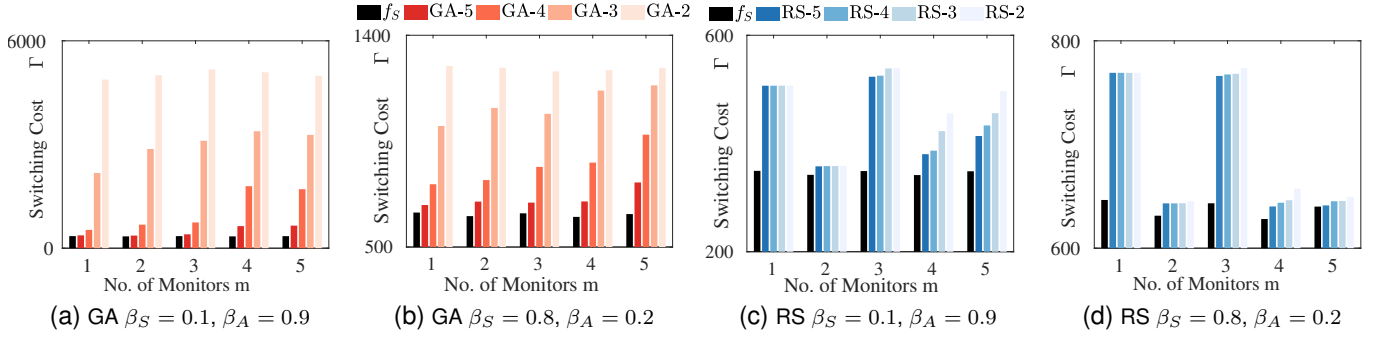 f_S GA-5 GA-4 GA-3 GA-2
f_S RS-5 RS-4 RS-3 RS-2
6000
Γ
Switching Cost
0
1 2 3 4 5
No. of Monitors m
(a) GA β_S = 0.1, β_A = 0.9
1400
Γ
Switching Cost
500
1 2 3 4 5
No. of Monitors m
(b) GA β_S = 0.8, β_A = 0.2
600
Γ
Switching Cost
200
1 2 3 4 5
No. of Monitors m
(c) RS β_S = 0.1, β_A = 0.9
800
Γ
Switching Cost
600
1 2 3 4 5
No. of Monitors m
(d) RS β_S = 0.8, β_A = 0.2